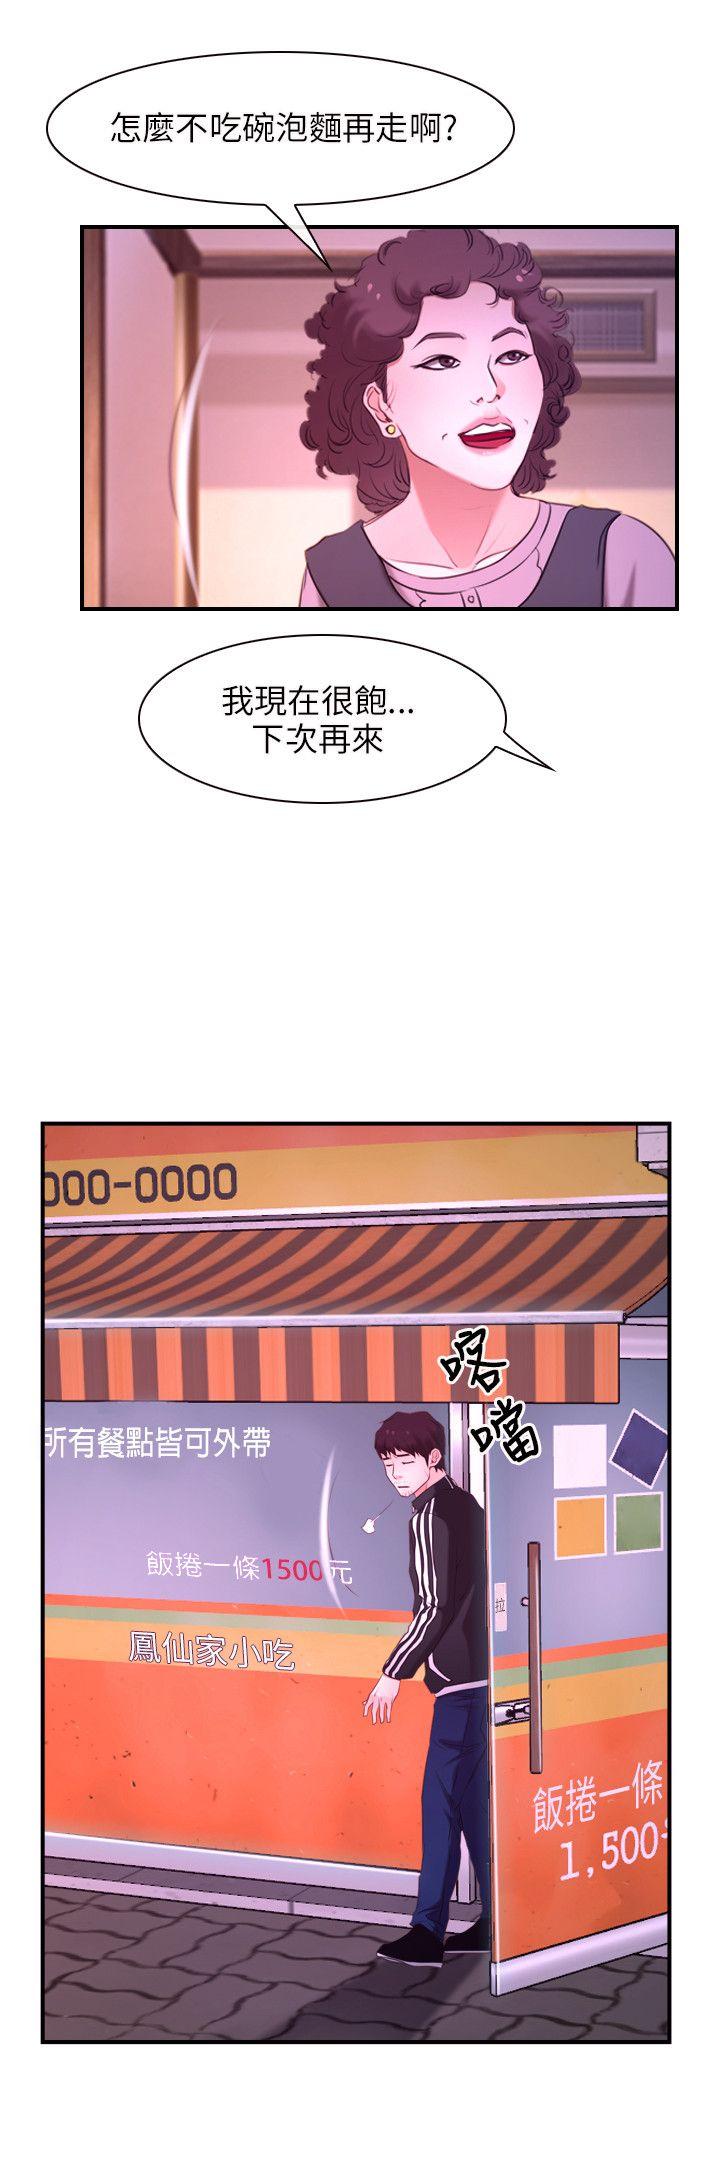 怎麼不吃碗泡麵再走啊?
我現在很飽...
下次再來
000-0000
喀噹
所有餐點皆可外帶
飯捲一條1500元
鳳仙家小吃
拉
飯捲一條
1,500